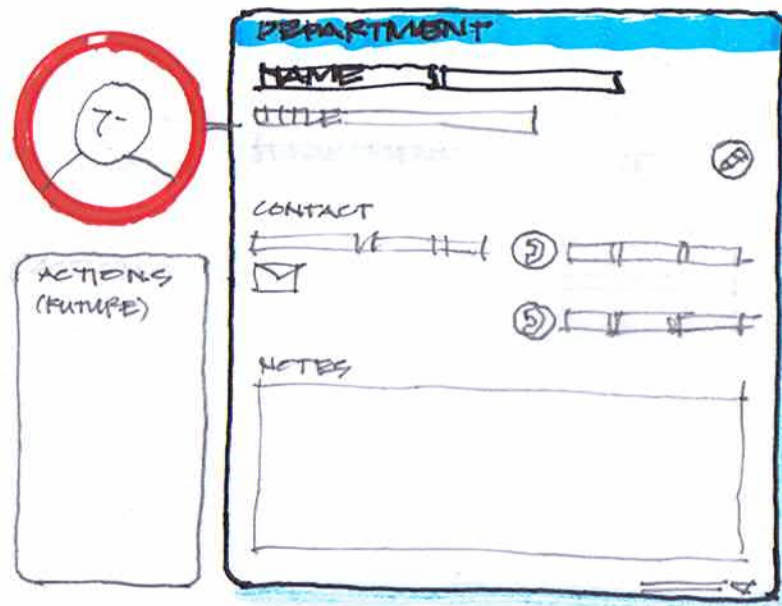 DEPARTMENT
NAME
TITLE
CONTACT
ACTIONS
(FUTURE)
NOTES